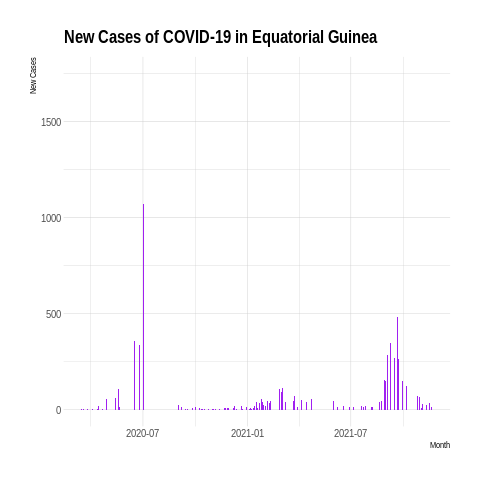 New Cases of COVID-19 in Equatorial Guinea
New Cases
1500
1000
500
0
2020-07
2021-01
2021-07
Month